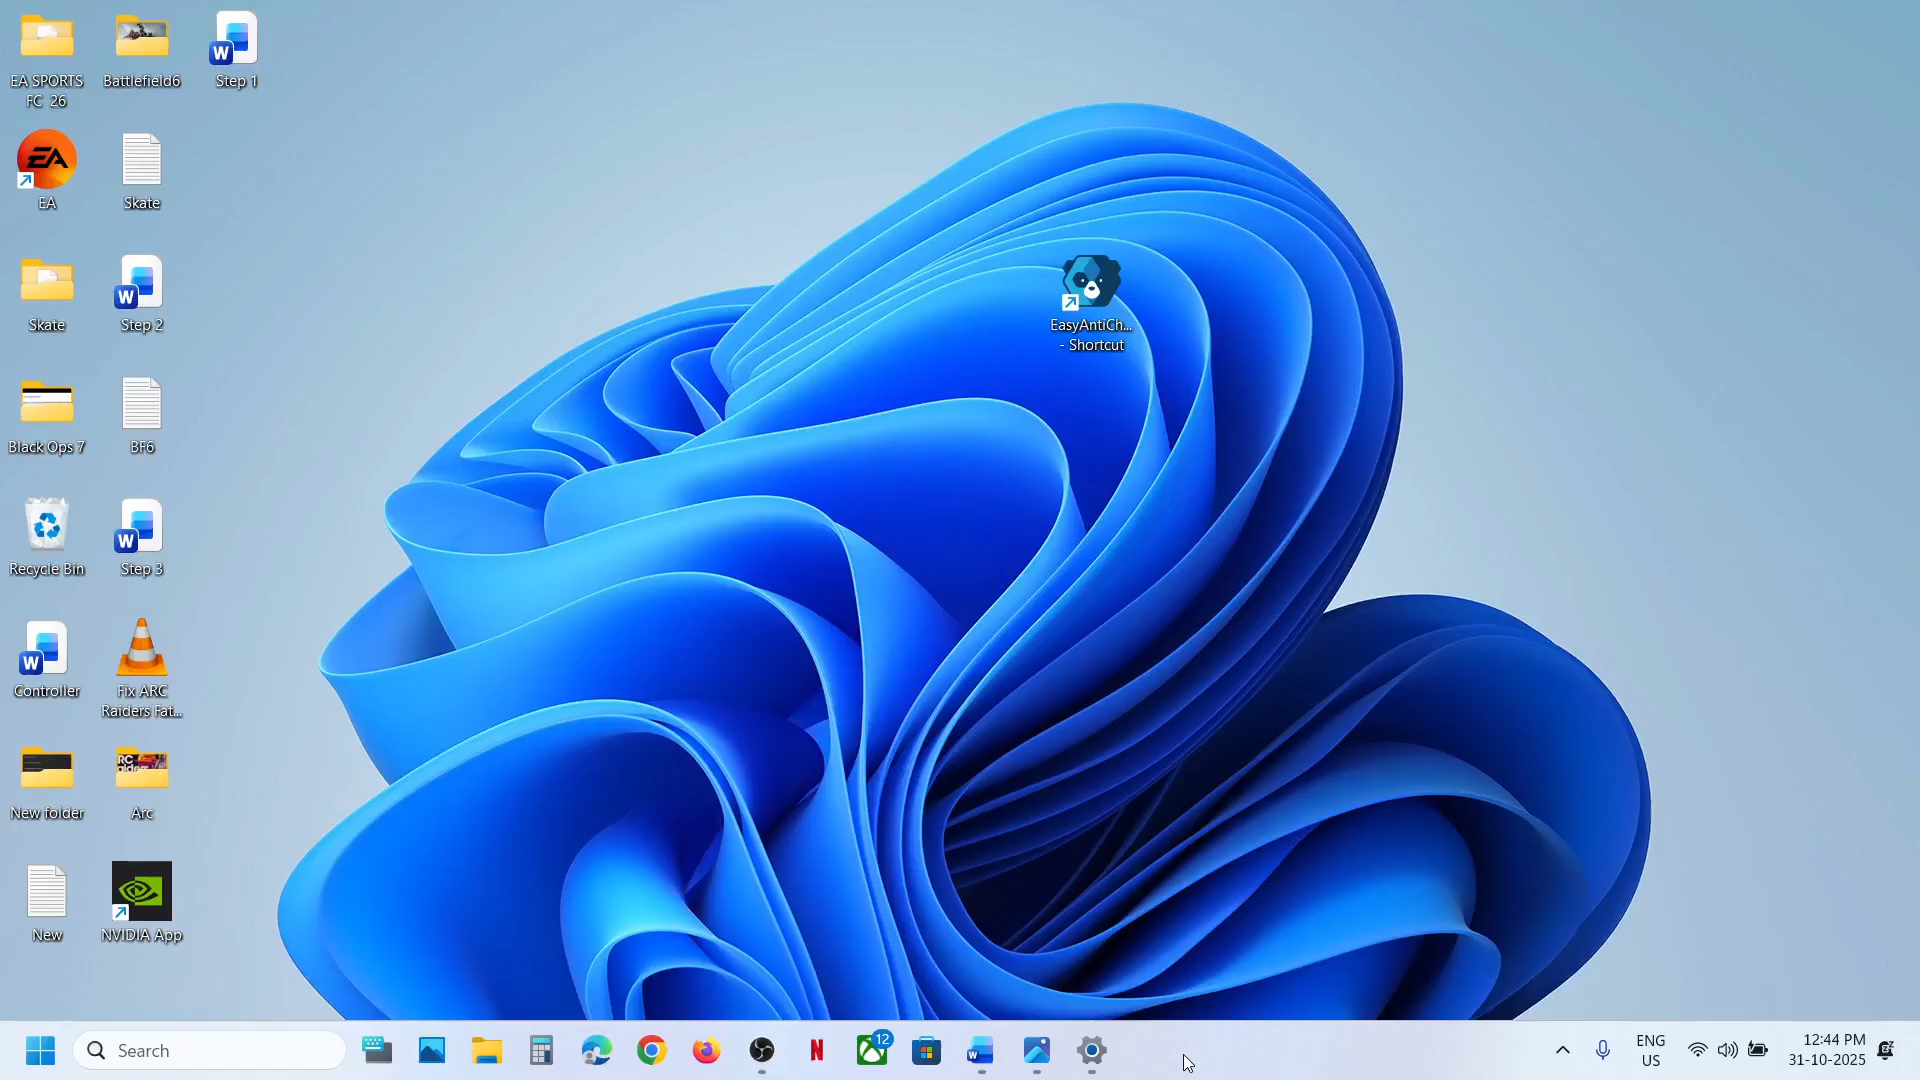 EA SPORTS
FC 26
Battlefield6
Step 1
EA
Skate
Skate
Step 2
EasyAntiCh...
- Shortcut
Black Ops 7
BF6
Recycle Bin
Step 3
Controller
Fix ARC
Raiders Fat...
New folder
Arc
New
NVIDIA App
Search
12
ENG
US
12:44 PM
31-10-2025